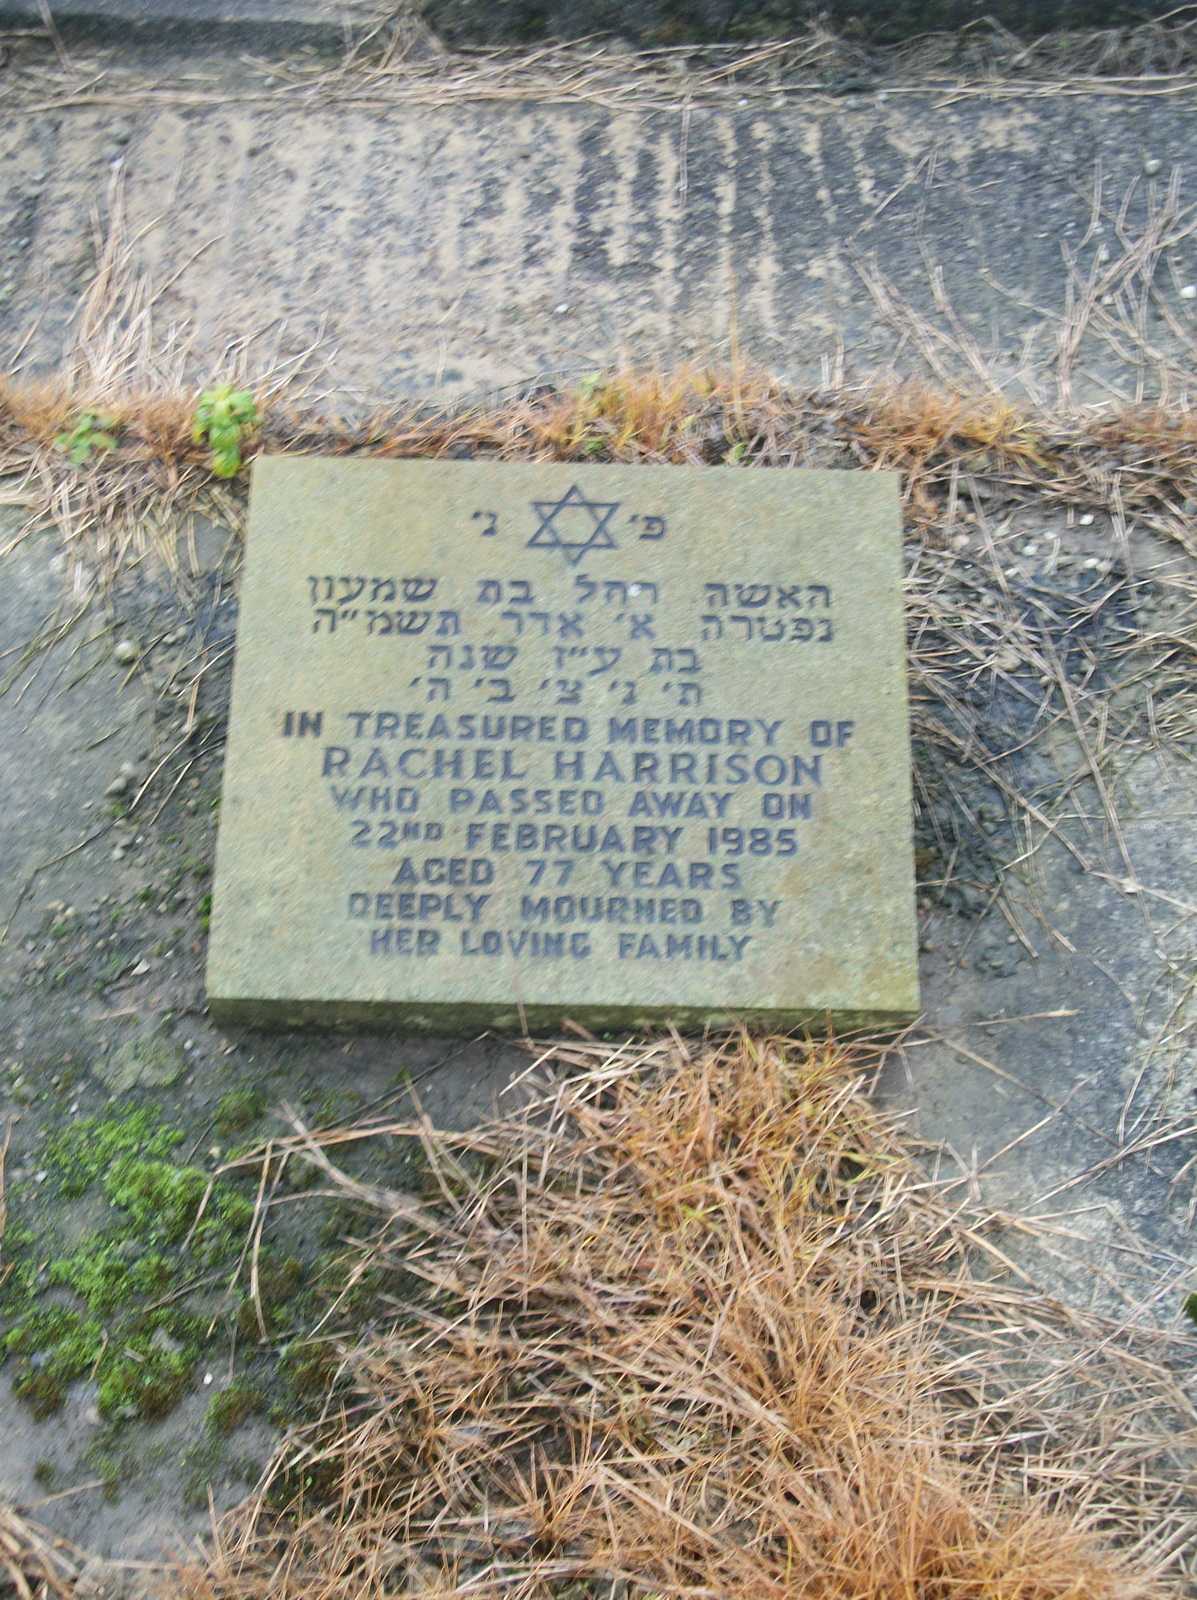 פ׳ נ׳
האשה רחל בת שמעון
נפטרה א׳ אדר תשמ״ה
בת ע״ז שנה
ת׳ נ׳ צ׳ ב׳ ה׳
IN TREASURED MEMORY OF
RACHEL HARRISON
WHO PASSED AWAY ON
22ND FEBRUARY 1985
AGED 77 YEARS
DEEPLY MOURNED BY
HER LOVING FAMILY